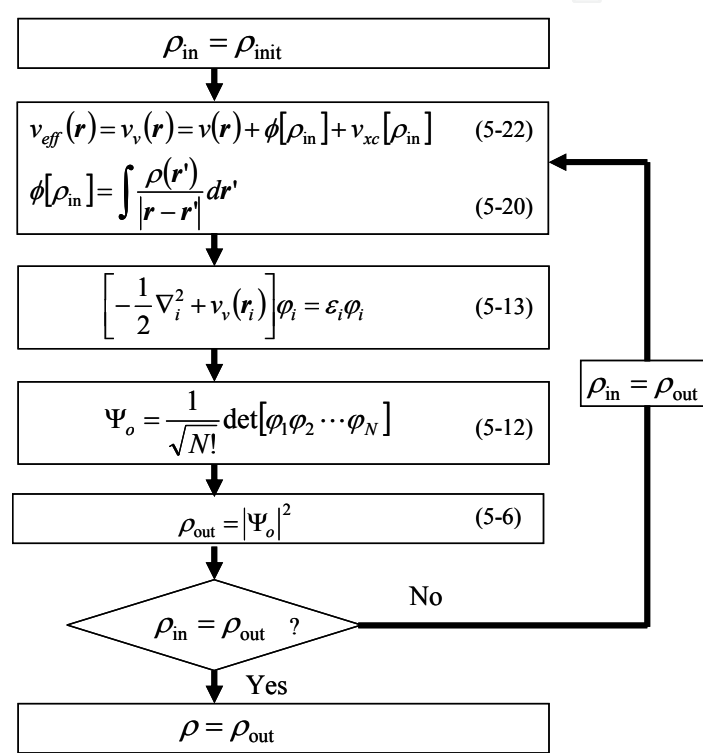 ρ_in = ρ_init
v_eff(r) = v_v(r) = v(r) + ϕ[ρ_in] + v_xc[ρ_in] (5-22)
ϕ[ρ_in] = ∫ ρ(r') / |r − r'| dr' (5-20)
[−1/2 ∇_i^2 + v_v(r_i)] φ_i = ε_i φ_i (5-13)
Ψ_o = 1/√N! det[φ_1 φ_2 ⋯ φ_N] (5-12)
ρ_out = |Ψ_o|^2 (5-6)
ρ_in = ρ_out ?
No
ρ_in = ρ_out
Yes
ρ = ρ_out